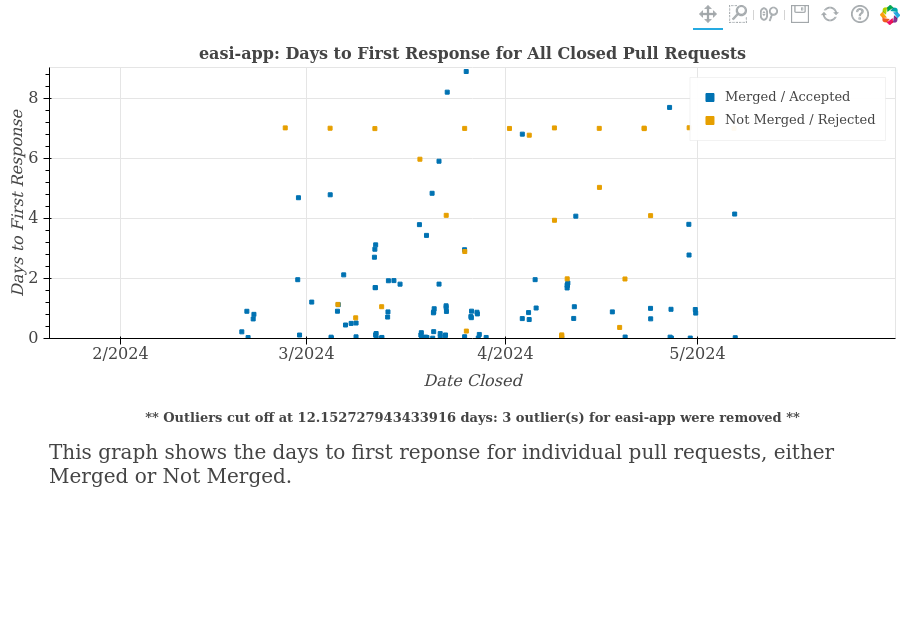 easi-app: Days to First Response for All Closed Pull Requests
Merged / Accepted
Not Merged / Rejected
Days to First Response
8
6
4
2
0
2/2024 3/2024 4/2024 5/2024
Date Closed
** Outliers cut off at 12.152727943433916 days: 3 outlier(s) for easi-app were removed **
This graph shows the days to first reponse for individual pull requests, either
Merged or Not Merged.